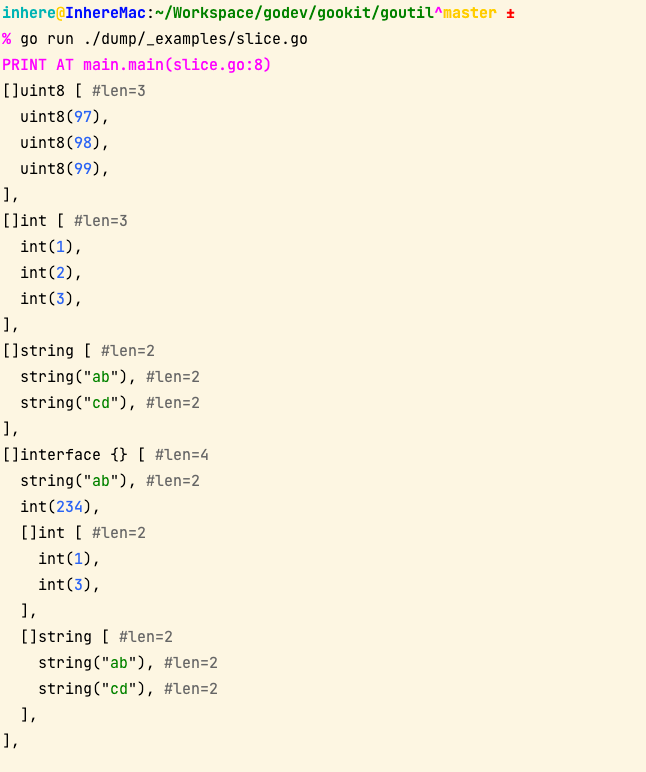 inhere@InhereMac:~/Workspace/godev/gookit/goutil^master ±
% go run ./dump/_examples/slice.go
PRINT AT main.main(slice.go:8)
[]uint8 [ #len=3
  uint8(97),
  uint8(98),
  uint8(99),
],
[]int [ #len=3
  int(1),
  int(2),
  int(3),
],
[]string [ #len=2
  string("ab"), #len=2
  string("cd"), #len=2
],
[]interface {} [ #len=4
  string("ab"), #len=2
  int(234),
  []int [ #len=2
    int(1),
    int(3),
  ],
  []string [ #len=2
    string("ab"), #len=2
    string("cd"), #len=2
  ],
],